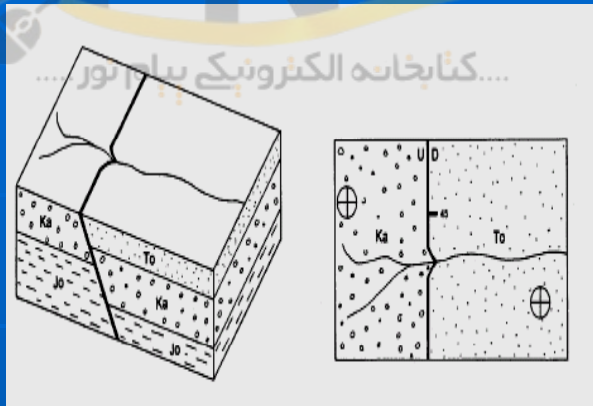 ....کتابخانه الکترونیکی پیام نور ....
Ka
To
Jo
Ka
Jo
U D
45
Ka
To